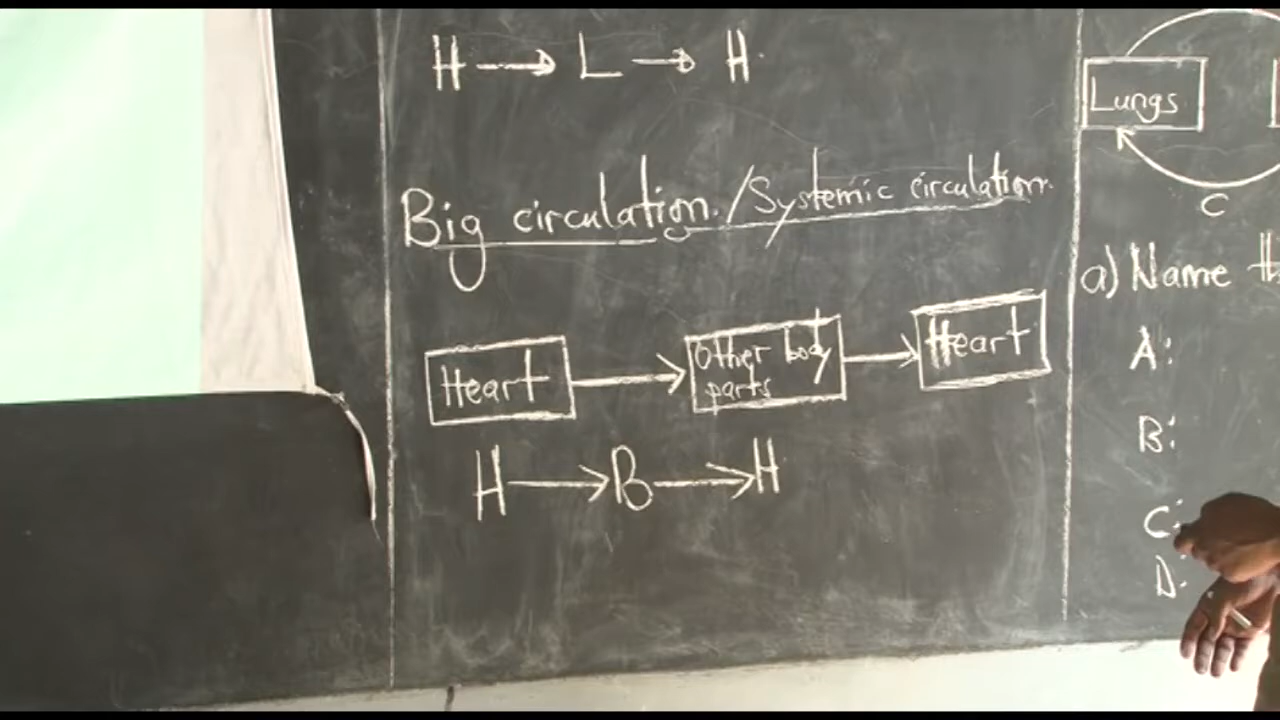 H → L → H
Big circulation./Systemic circulation.
Heart → Other body parts → Heart
H → B → H
Lungs
C
a) Name
A:
B:
C:
D: